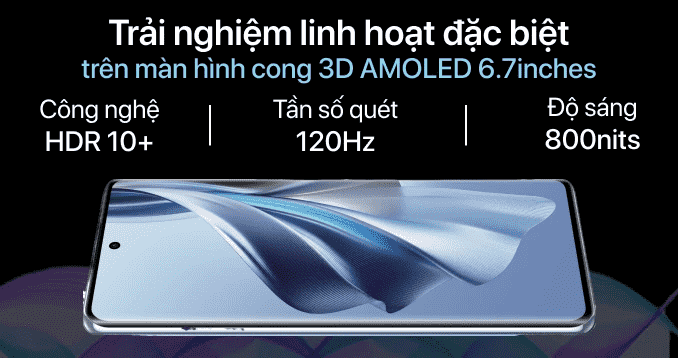 Trải nghiệm linh hoạt đặc biệt
trên màn hình cong 3D AMOLED 6.7inches
Công nghệ
HDR 10+
Tần số quét
120Hz
Độ sáng
800nits